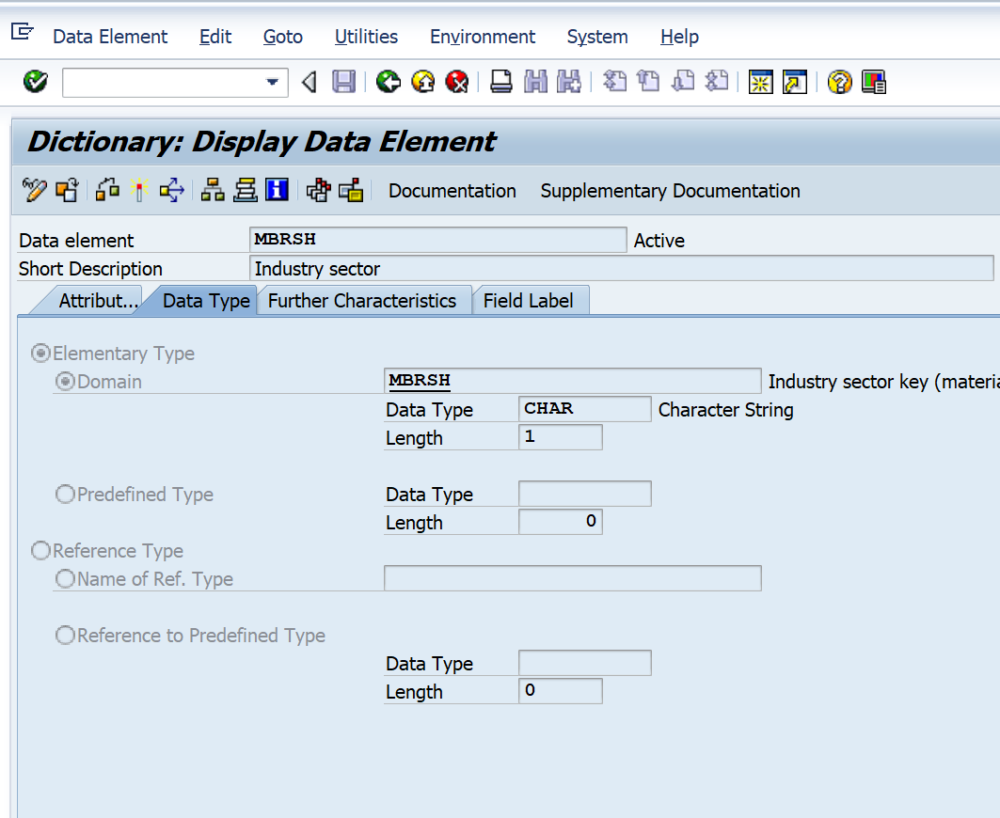 Data Element Edit Goto Utilities Environment System Help
Dictionary: Display Data Element
Documentation Supplementary Documentation
Data element MBRSH Active
Short Description Industry sector
Attribut... Data Type Further Characteristics Field Label
Elementary Type
Domain MBRSH Industry sector key (materia
Data Type CHAR Character String
Length 1
Predefined Type Data Type
Length 0
Reference Type
Name of Ref. Type
Reference to Predefined Type
Data Type
Length 0